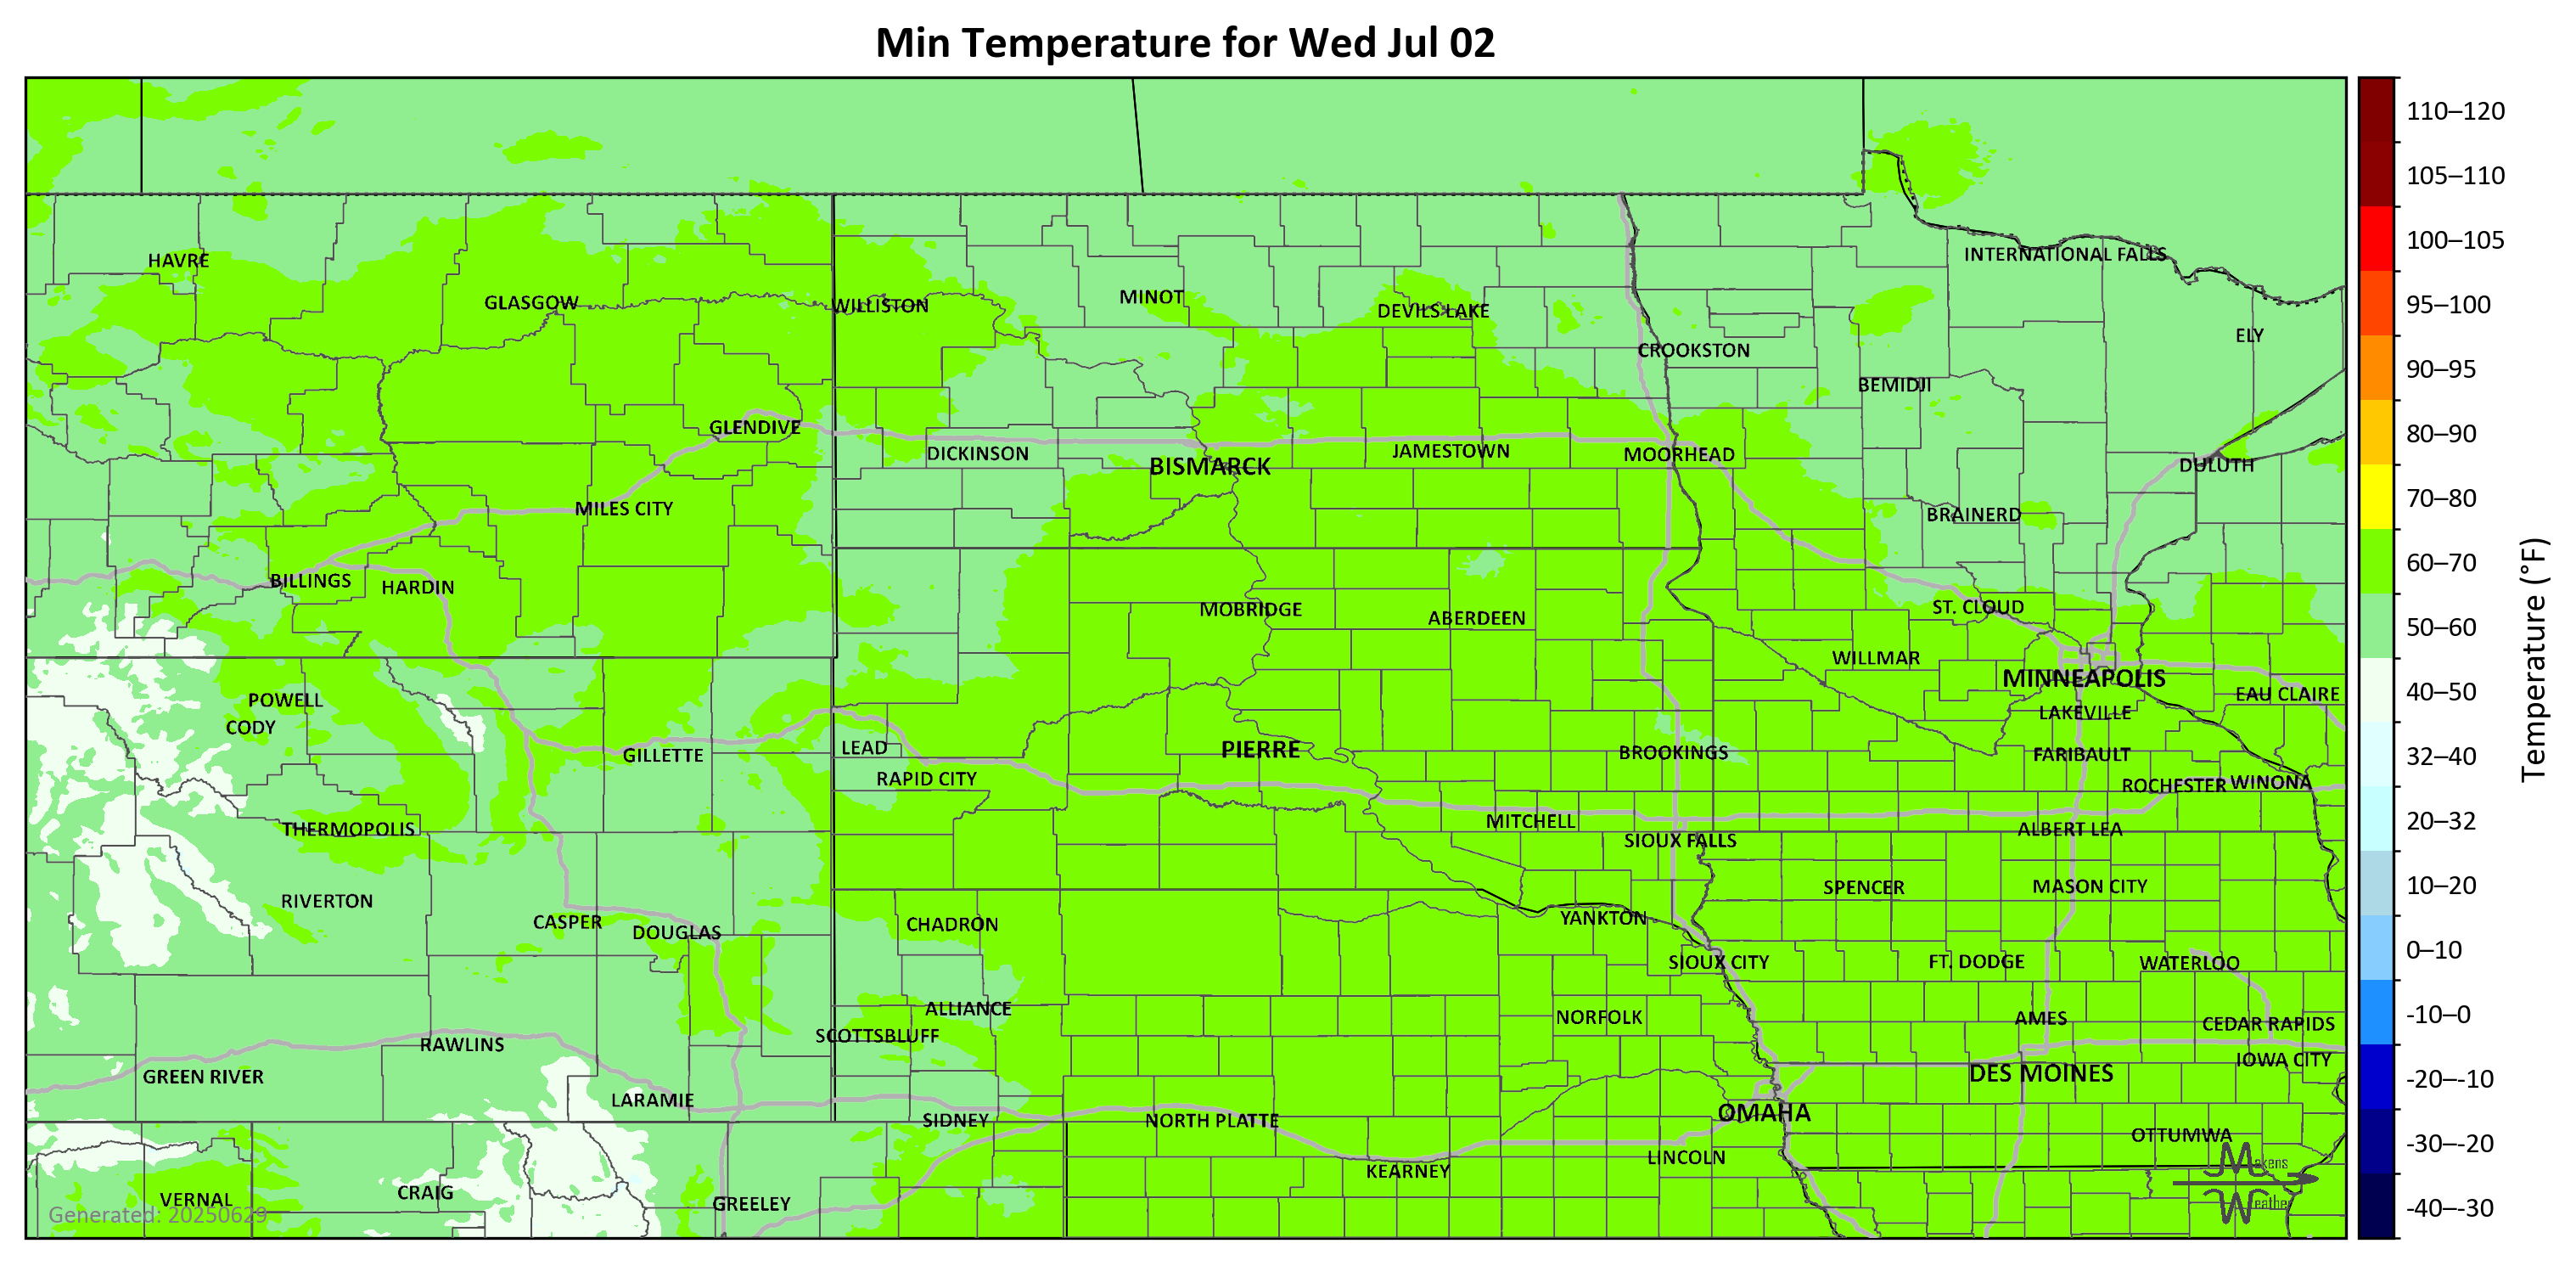 Min Temperature for Wed Jul 02
HAVRE
GLASGOW
WILLISTON
MINOT
DEVILS LAKE
INTERNATIONAL FALLS
ELY
CROOKSTON
BEMIDJI
GLENDIVE
DICKINSON
BISMARCK
JAMESTOWN
MOORHEAD
DULUTH
MILES CITY
BRAINERD
BILLINGS
HARDIN
MOBRIDGE
ABERDEEN
ST. CLOUD
WILLMAR
MINNEAPOLIS
EAU CLAIRE
POWELL
CODY
LAKEVILLE
GILLETTE
LEAD
PIERRE
BROOKINGS
FARIBAULT
RAPID CITY
ROCHESTER
WINONA
THERMOPOLIS
MITCHELL
SIOUX FALLS
ALBERT LEA
RIVERTON
SPENCER
MASON CITY
CASPER
DOUGLAS
CHADRON
YANKTON
SIOUX CITY
FT. DODGE
WATERLOO
ALLIANCE
NORFOLK
AMES
CEDAR RAPIDS
SCOTTSBLUFF
RAWLINS
IOWA CITY
GREEN RIVER
DES MOINES
LARAMIE
SIDNEY
NORTH PLATTE
OMAHA
OTTUMWA
KEARNEY
LINCOLN
VERNAL
CRAIG
GREELEY
Generated: 20250629
Makens
Weather
110–120
105–110
100–105
95–100
90–95
80–90
70–80
60–70
50–60
40–50
32–40
20–32
10–20
0–10
-10–0
-20–-10
-30–-20
-40–-30
Temperature (°F)